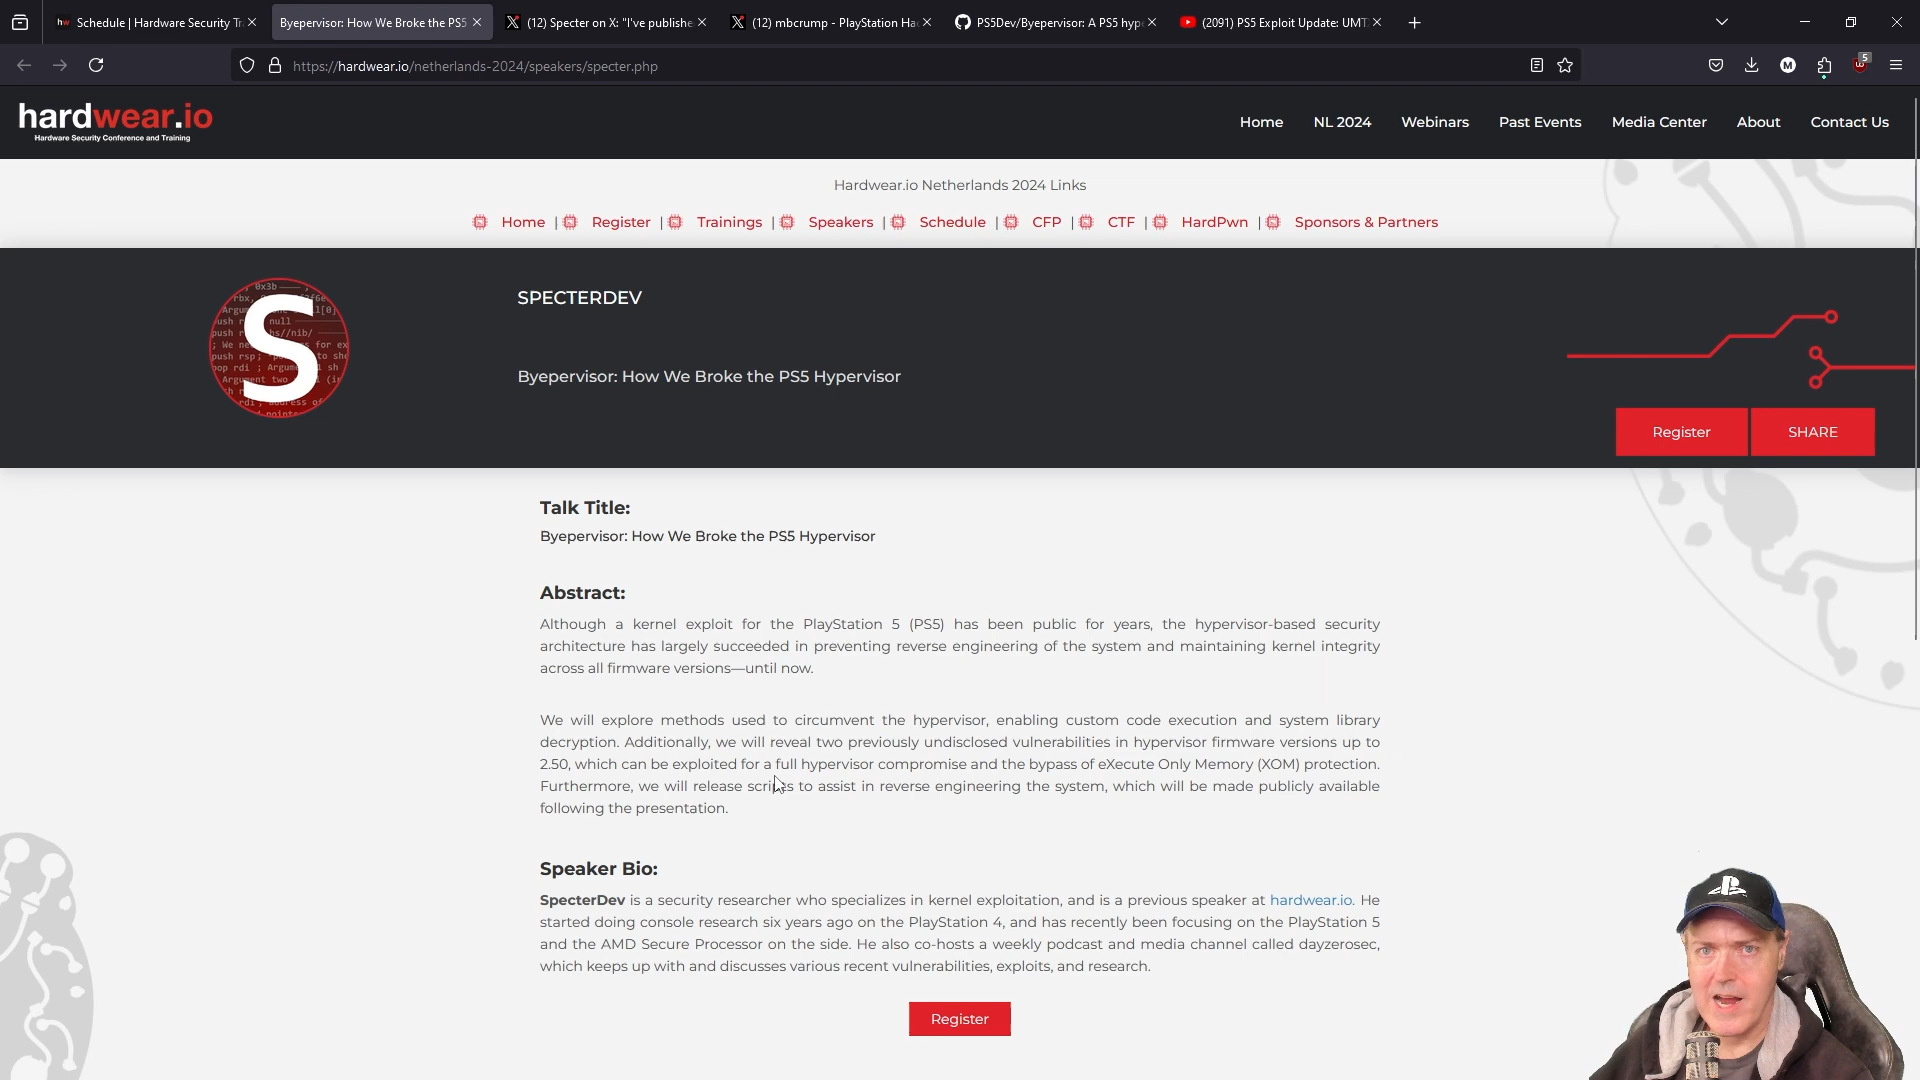 Schedule | Hardware Security Tr
Byepervisor: How We Broke the PS5
(12) Specter on X: "I've publishe
(12) mbcrump - PlayStation Ha
PS5Dev/Byepervisor: A PS5 hype
(2091) PS5 Exploit Update: UMT
https://hardwear.io/netherlands-2024/speakers/specter.php
M
5
hardwear.io
Hardware Security Conference and Training
Home
NL 2024
Webinars
Past Events
Media Center
About
Contact Us
Hardwear.io Netherlands 2024 Links
Home | Register | Trainings | Speakers | Schedule | CFP | CTF | HardPwn | Sponsors & Partners
S
SPECTERDEV
Byepervisor: How We Broke the PS5 Hypervisor
Register
SHARE
Talk Title:
Byepervisor: How We Broke the PS5 Hypervisor
Abstract:
Although a kernel exploit for the PlayStation 5 (PS5) has been public for years, the hypervisor-based security
architecture has largely succeeded in preventing reverse engineering of the system and maintaining kernel integrity
across all firmware versions—until now.
We will explore methods used to circumvent the hypervisor, enabling custom code execution and system library
decryption. Additionally, we will reveal two previously undisclosed vulnerabilities in hypervisor firmware versions up to
2.50, which can be exploited for a full hypervisor compromise and the bypass of eXecute Only Memory (XOM) protection.
Furthermore, we will release scripts to assist in reverse engineering the system, which will be made publicly available
following the presentation.
Speaker Bio:
SpecterDev is a security researcher who specializes in kernel exploitation, and is a previous speaker at hardwear.io. He
started doing console research six years ago on the PlayStation 4, and has recently been focusing on the PlayStation 5
and the AMD Secure Processor on the side. He also co-hosts a weekly podcast and media channel called dayzerosec,
which keeps up with and discusses various recent vulnerabilities, exploits, and research.
Register